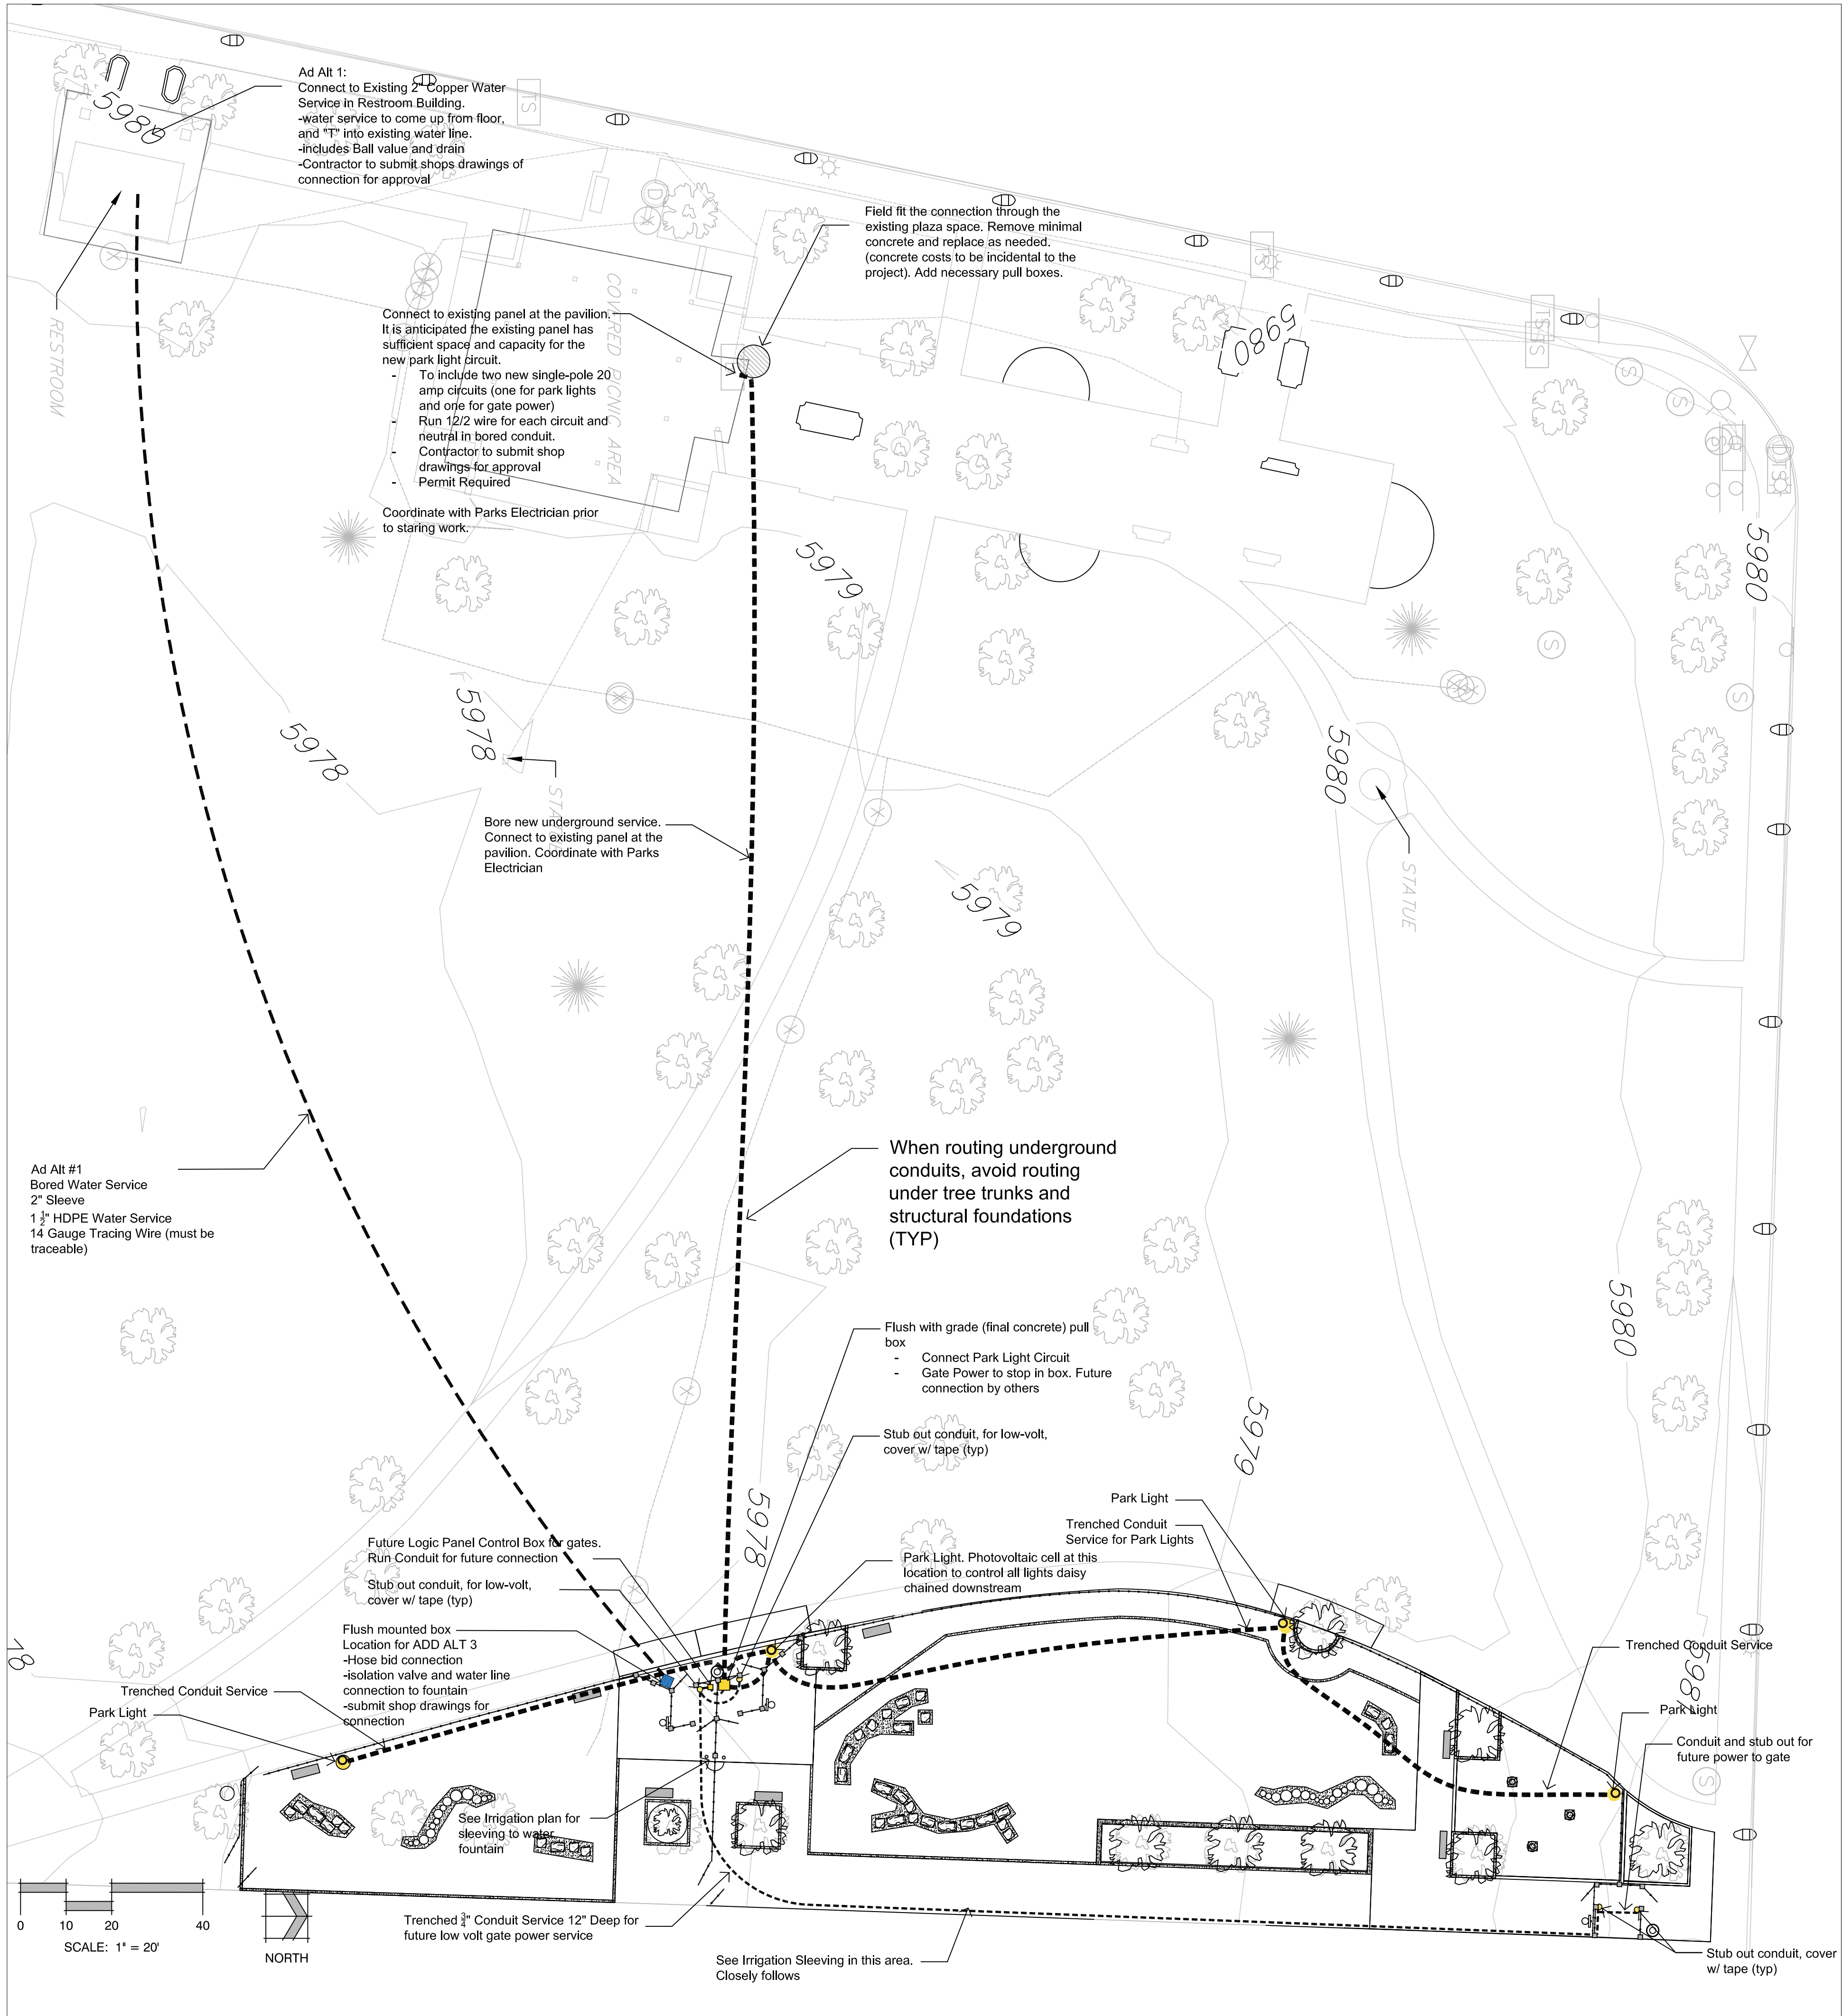 Ad Alt 1:
Connect to Existing 2" Copper Water
Service in Restroom Building.
-water service to come up from floor,
and "T" into existing water line.
-includes Ball value and drain
-Contractor to submit shops drawings of
connection for approval
5980
TS
D
Field fit the connection through the
existing plaza space. Remove minimal
concrete and replace as needed.
(concrete costs to be incidental to the
project). Add necessary pull boxes.
TS
RESTROOM
COVERED PICNIC AREA
Connect to existing panel at the pavilion.
It is anticipated the existing panel has
sufficient space and capacity for the
new park light circuit.
- To include two new single-pole 20
amp circuits (one for park lights
and one for gate power)
- Run 12/2 wire for each circuit and
neutral in bored conduit.
- Contractor to submit shop
drawings for approval
- Permit Required
Coordinate with Parks Electrician prior
to staring work.
5980
TS
TS
S
S
S
D
TS
5979
5980
S
S
5978
5978
5980
STATUE
Bore new underground service.
Connect to existing panel at the
pavilion. Coordinate with Parks
Electrician
STATUE
5979
When routing underground
conduits, avoid routing
under tree trunks and
structural foundations
(TYP)
Ad Alt #1
Bored Water Service
2" Sleeve
1 1/2" HDPE Water Service
14 Gauge Tracing Wire (must be
traceable)
5980
Flush with grade (final concrete) pull
box
- Connect Park Light Circuit
- Gate Power to stop in box. Future
connection by others
Stub out conduit, for low-volt,
cover w/ tape (typ)
5979
5978
Park Light
Trenched Conduit
Service for Park Lights
Future Logic Panel Control Box for gates.
Run Conduit for future connection
Stub out conduit, for low-volt,
cover w/ tape (typ)
Park Light. Photovoltaic cell at this
location to control all lights daisy
chained downstream
Flush mounted box
Location for ADD ALT 3
-Hose bid connection
-isolation valve and water line
connection to fountain
-submit shop drawings for
connection
Trenched Conduit Service
Park Light
Trenched Conduit Service
5981
Park Light
Conduit and stub out for
future power to gate
S
78
See Irrigation plan for
sleeving to water
fountain
0 10 20 40
SCALE: 1" = 20'
NORTH
Trenched 3/4" Conduit Service 12" Deep for
future low volt gate power service
See Irrigation Sleeving in this area.
Closely follows
Stub out conduit, cover
w/ tape (typ)